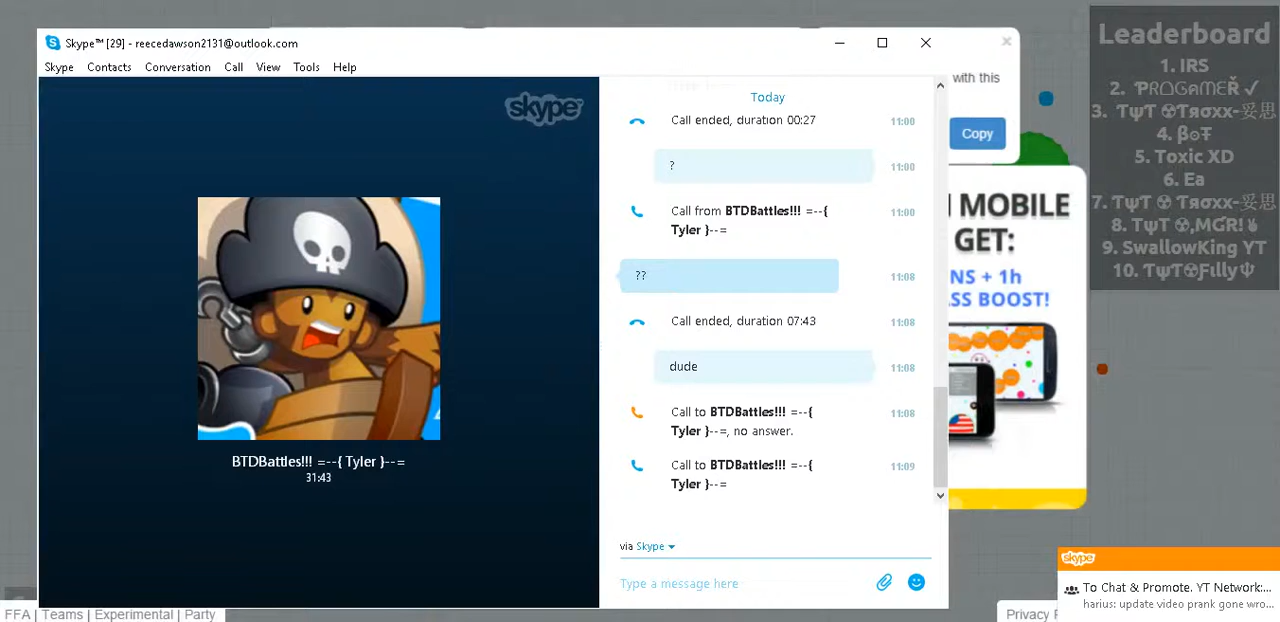 Skype™ [29] - reecedawson2131@outlook.com
Skype Contacts Conversation Call View Tools Help
skype
BTDBattles!!! =--{ Tyler }--=
31:43
Today
Call ended, duration 00:27 11:00
? 11:00
Call from BTDBattles!!! =--{ 11:00
Tyler }--=
?? 11:08
Call ended, duration 07:43 11:08
dude 11:08
Call to BTDBattles!!! =--{ 11:08
Tyler }--=, no answer.
Call to BTDBattles!!! =--{ 11:09
Tyler }--=
via Skype
Type a message here
with this
Copy
MOBILE
GET:
NS + 1h
SS BOOST!
Leaderboard
1. IRS
2. ƤRΩGΑMΣŘ ✓
3. TψT ☢Tяσxx-妥思
4. β⊙Ŧ
5. Toxic XD
6. Ea
7. TψT ☢ Tяσxx-妥思
8. TψT ☢,MGR!
9. SwallowKing YT
10. TψT☢Ƒιlly♆
skype
To Chat & Promote. YT Network:...
harius: update video prank gone wro...
FFA | Teams | Experimental | Party
Privacy